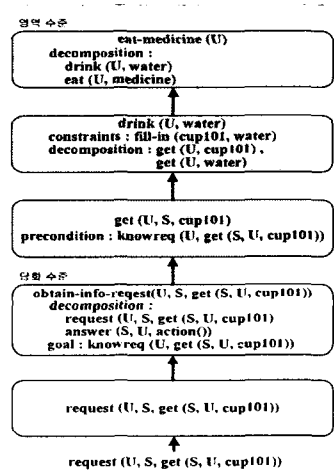 영역 수준
eat-medicine (U)
decomposition :
drink (U, water)
eat (U, medicine)
drink (U, water)
constraints : fill-in (cup101, water)
decomposition : get (U, cup101) ,
get (U, water)
get (U, S, cup101)
precondition : knowreq (U, get (S, U, cup101))
담화 수준
obtain-info-reqest(U, S, get (S, U, cup101))
decomposition :
request (U, S, get (S, U, cup101)
answer (S, U, action())
goal : knowreq (U, get (S, U, cup101))
request (U, S, get (S, U, cup101))
request (U, S, get (S, U, cup101))